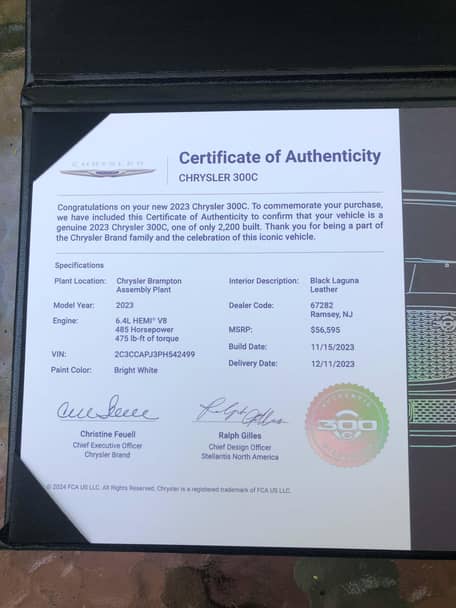 CHRYSLER
Certificate of Authenticity
CHRYSLER 300C
Congratulations on your new 2023 Chrysler 300C. To commemorate your purchase,
we have included this Certificate of Authenticity to confirm that your vehicle is a
genuine 2023 Chrysler 300C, one of only 2,200 built. Thank you for being a part of
the Chrysler Brand family and the celebration of this iconic vehicle.
Specifications
Plant Location: Chrysler Brampton
Assembly Plant
Model Year: 2023
Engine: 6.4L HEMI® V8
485 Horsepower
475 lb-ft of torque
VIN: 2C3CCAPJ3PH542499
Paint Color: Bright White
Interior Description: Black Laguna
Leather
Dealer Code: 67282
Ramsey, NJ
MSRP: $56,595
Build Date: 11/15/2023
Delivery Date: 12/11/2023
Christine Feuell
Chief Executive Officer
Chrysler Brand
Ralph Gilles
Ralph Gilles
Chief Design Officer
Stellantis North America
AUTHENTIC
300
© 2024 FCA US LLC. All Rights Reserved. Chrysler is a registered trademark of FCA US LLC.